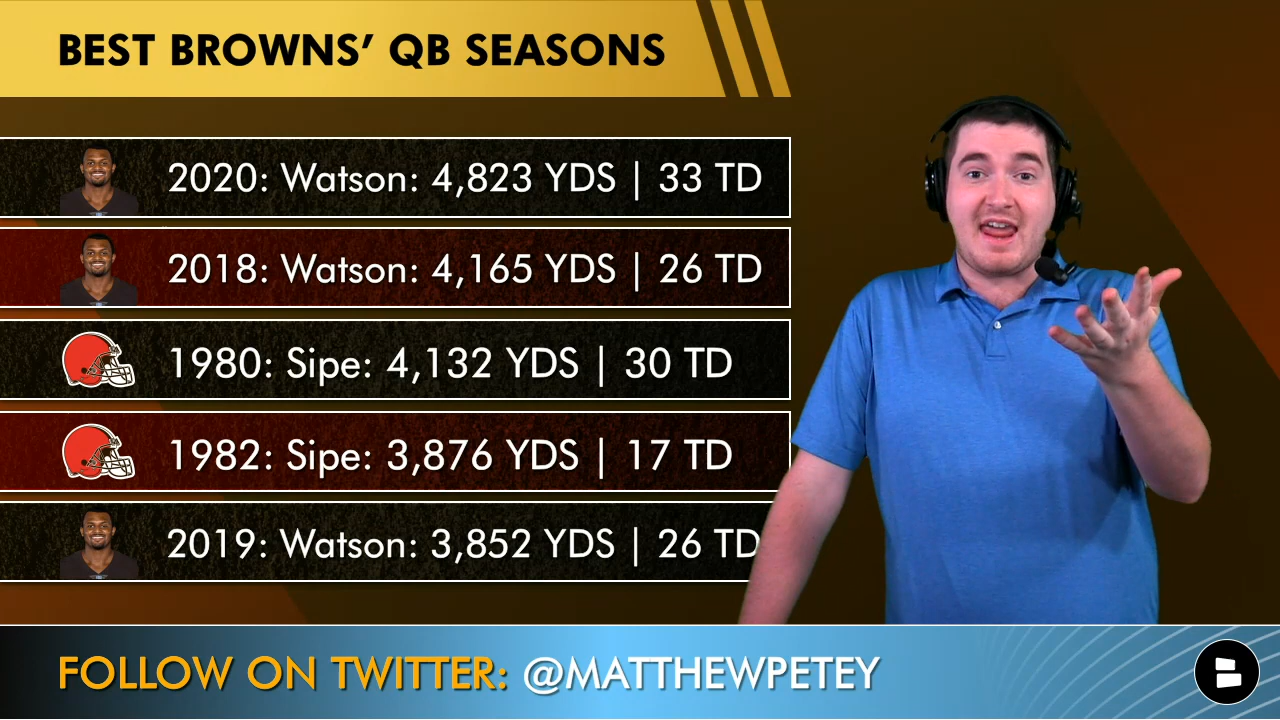 BEST BROWNS’ QB SEASONS
2020: Watson: 4,823 YDS | 33 TD
2018: Watson: 4,165 YDS | 26 TD
1980: Sipe: 4,132 YDS | 30 TD
1982: Sipe: 3,876 YDS | 17 TD
2019: Watson: 3,852 YDS | 26 TD
FOLLOW ON TWITTER: @MATTHEWPETEY